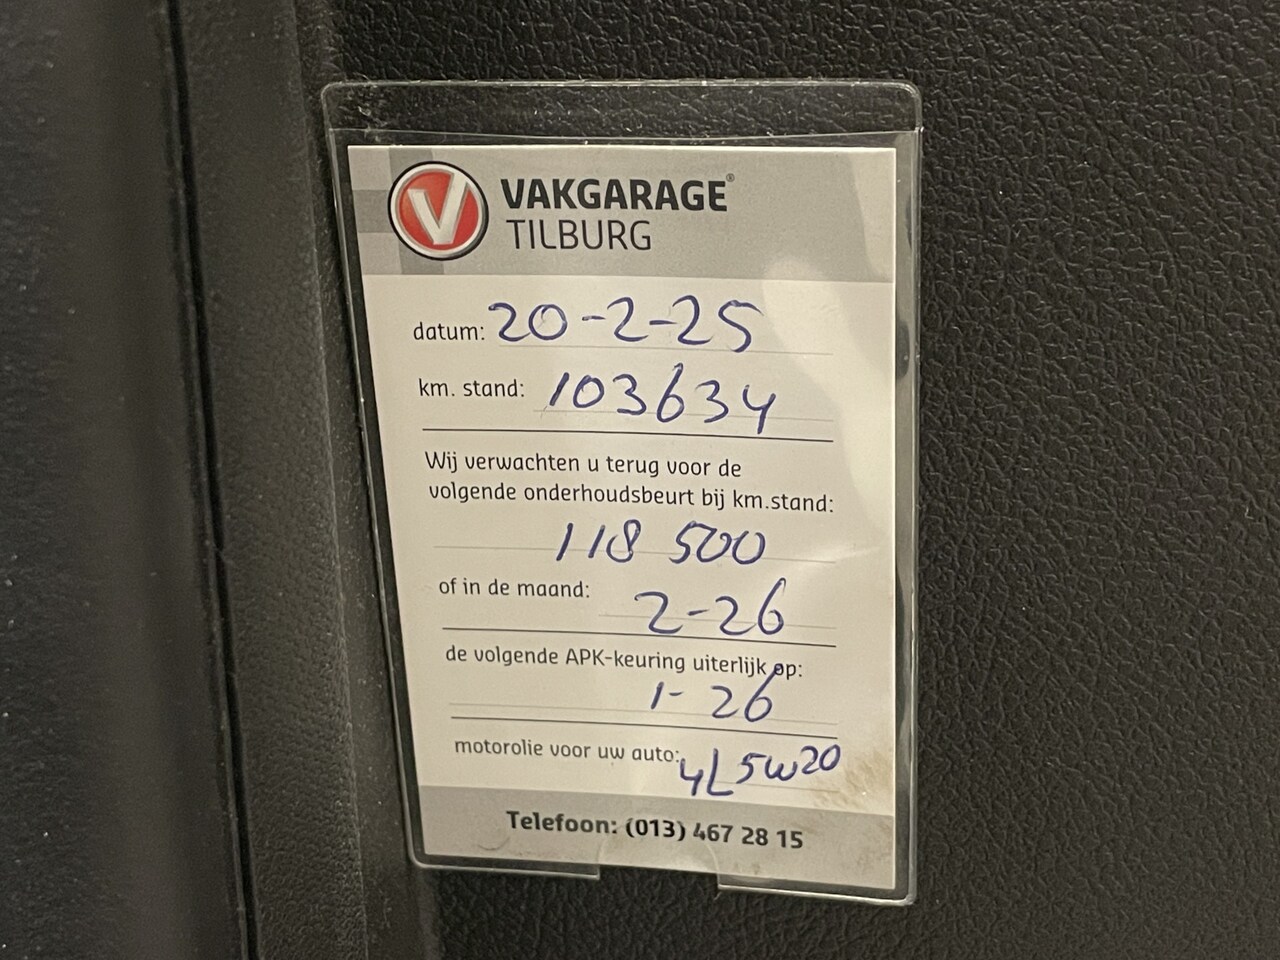 V VAKGARAGE®
TILBURG
datum: 20-2-25
km. stand: 103634
Wij verwachten u terug voor de
volgende onderhoudsbeurt bij km.stand:
118 500
of in de maand: 2-26
de volgende APK-keuring uiterlijk op:
1-26
motorolie voor uw auto: 4L 5w20
Telefoon: (013) 467 28 15